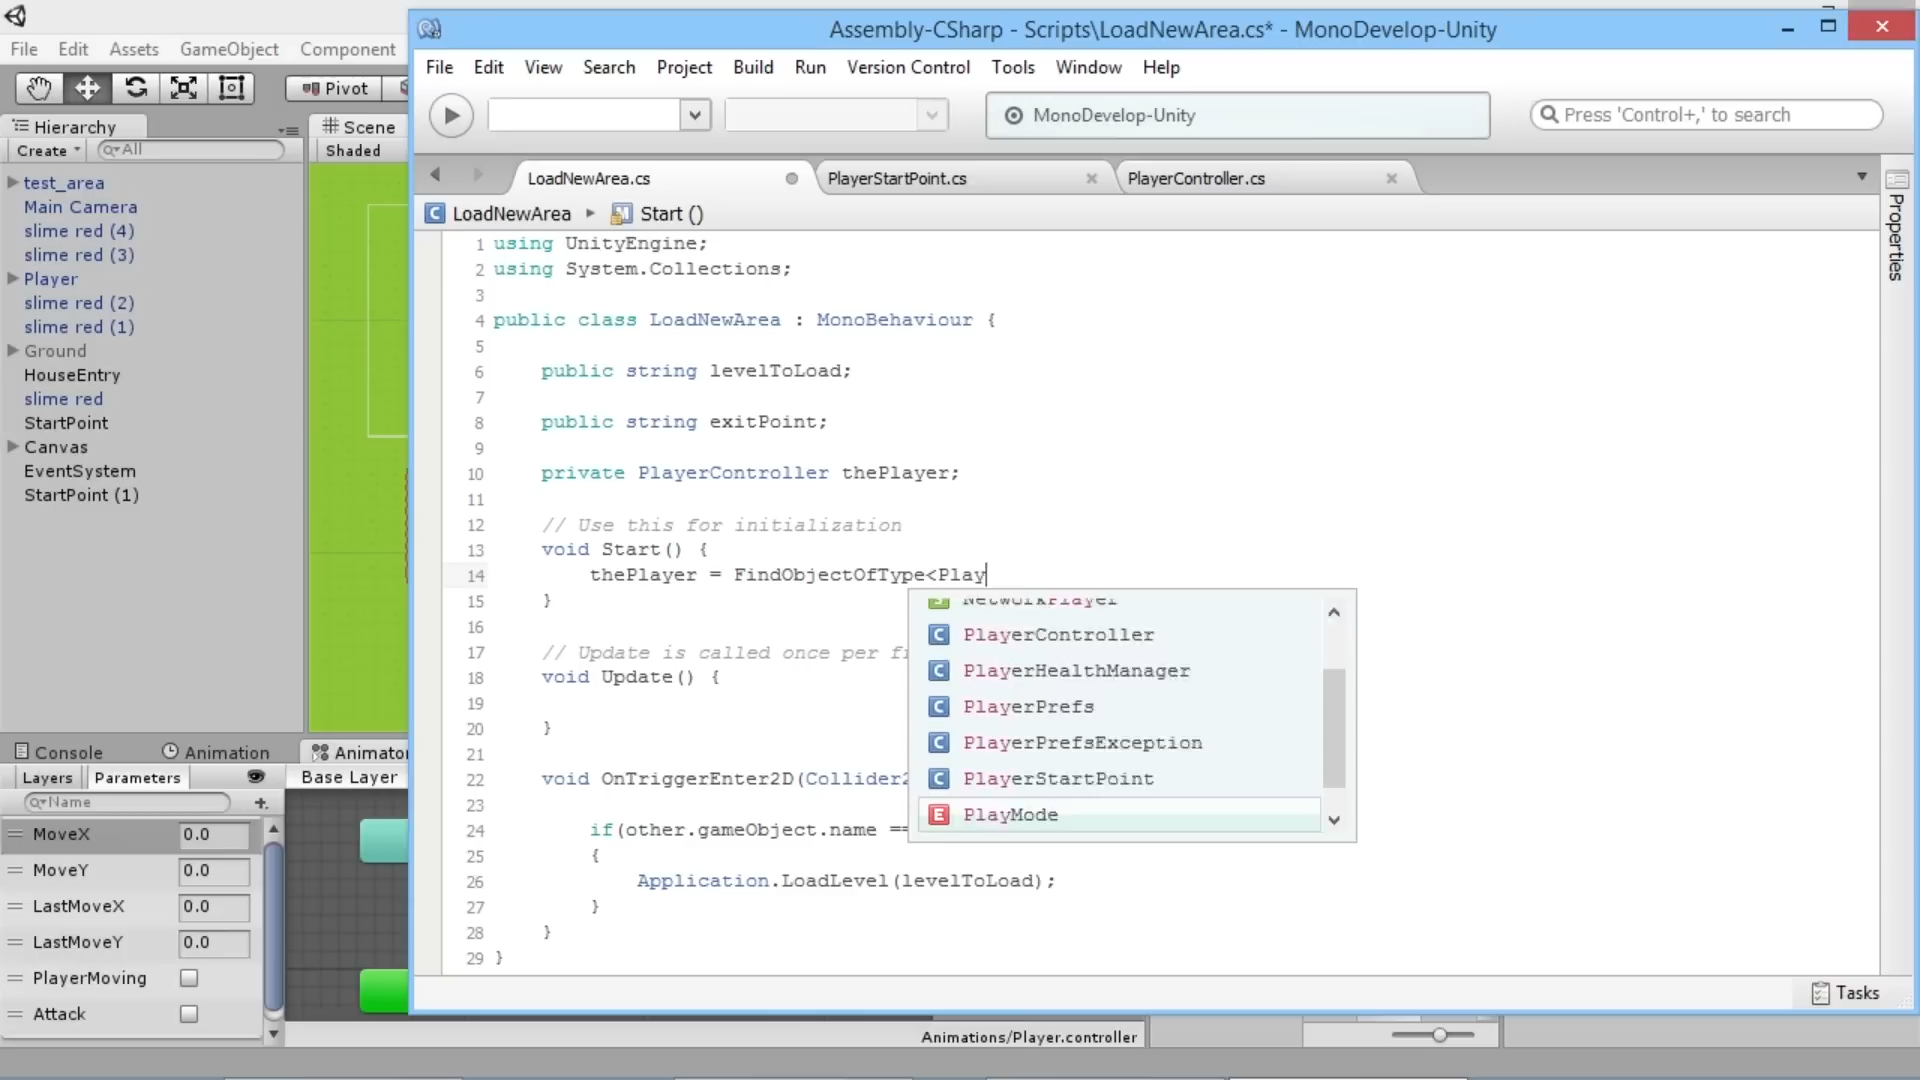 Assembly-CSharp - Scripts\LoadNewArea.cs* - MonoDevelop-Unity
File Edit Assets GameObject Component
File Edit View Search Project Build Run Version Control Tools Window Help
Pivot
MonoDevelop-Unity
Press 'Control+,' to search
Hierarchy
Scene
Create
All
Shaded
test_area
Main Camera
slime red (4)
slime red (3)
Player
slime red (2)
slime red (1)
Ground
HouseEntry
slime red
StartPoint
Canvas
EventSystem
StartPoint (1)
LoadNewArea.cs
PlayerStartPoint.cs
PlayerController.cs
LoadNewArea
Start ()
Properties
1 using UnityEngine;
2 using System.Collections;
3
4 public class LoadNewArea : MonoBehaviour {
5
6 public string levelToLoad;
7
8 public string exitPoint;
9
10 private PlayerController thePlayer;
11
12 // Use this for initialization
13 void Start() {
14 thePlayer = FindObjectOfType<Play
15 }
16
17 // Update is called once per f
18 void Update() {
19
20 }
21
22 void OnTriggerEnter2D(Collider2
23
24 if(other.gameObject.name ==
25 {
26 Application.LoadLevel(levelToLoad);
27 }
28 }
29 }
NetworkPlayer
PlayerController
PlayerHealthManager
PlayerPrefs
PlayerPrefsException
PlayerStartPoint
PlayMode
Console
Animation
Animato
Layers
Parameters
Base Layer
Name
MoveX 0.0
MoveY 0.0
LastMoveX 0.0
LastMoveY 0.0
PlayerMoving
Attack
Tasks
Animations/Player.controller